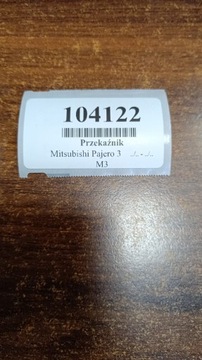 104122
Przekaźnik
Mitsubishi Pajero 3 ... - ...
M3